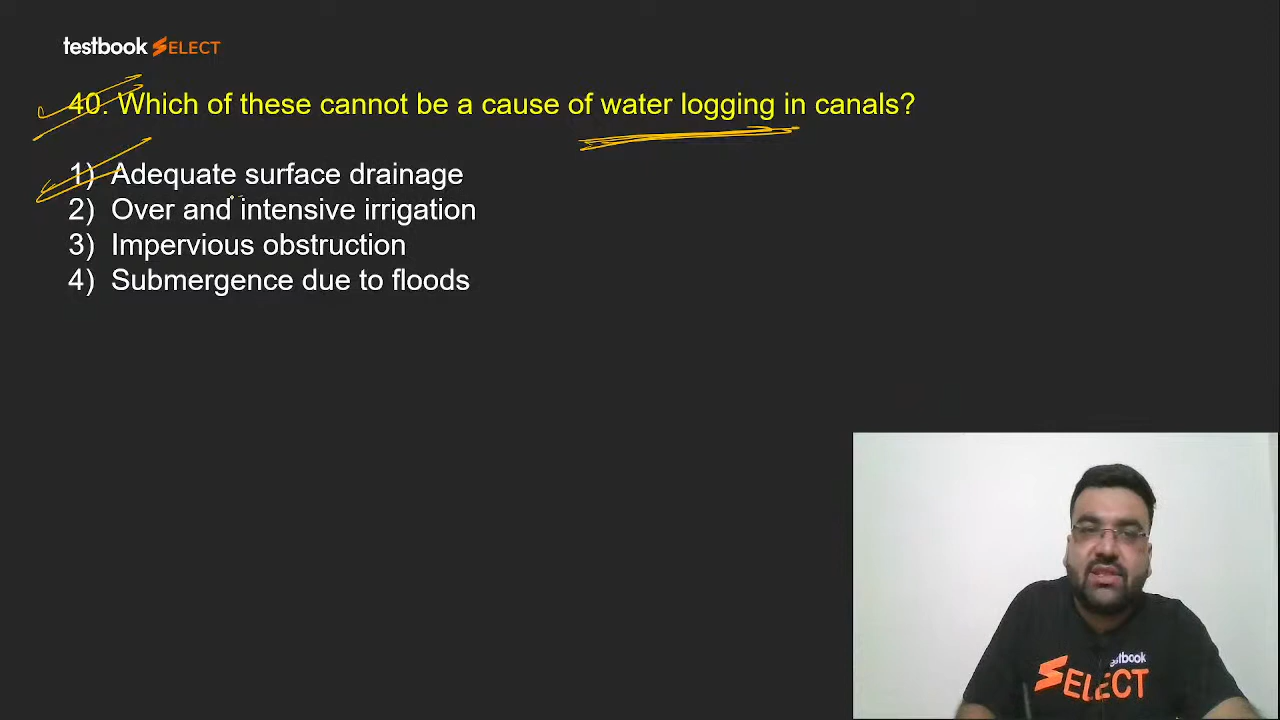 testbook SELECT
40. Which of these cannot be a cause of water logging in canals?
1) Adequate surface drainage
2) Over and intensive irrigation
3) Impervious obstruction
4) Submergence due to floods
testbook
SELECT